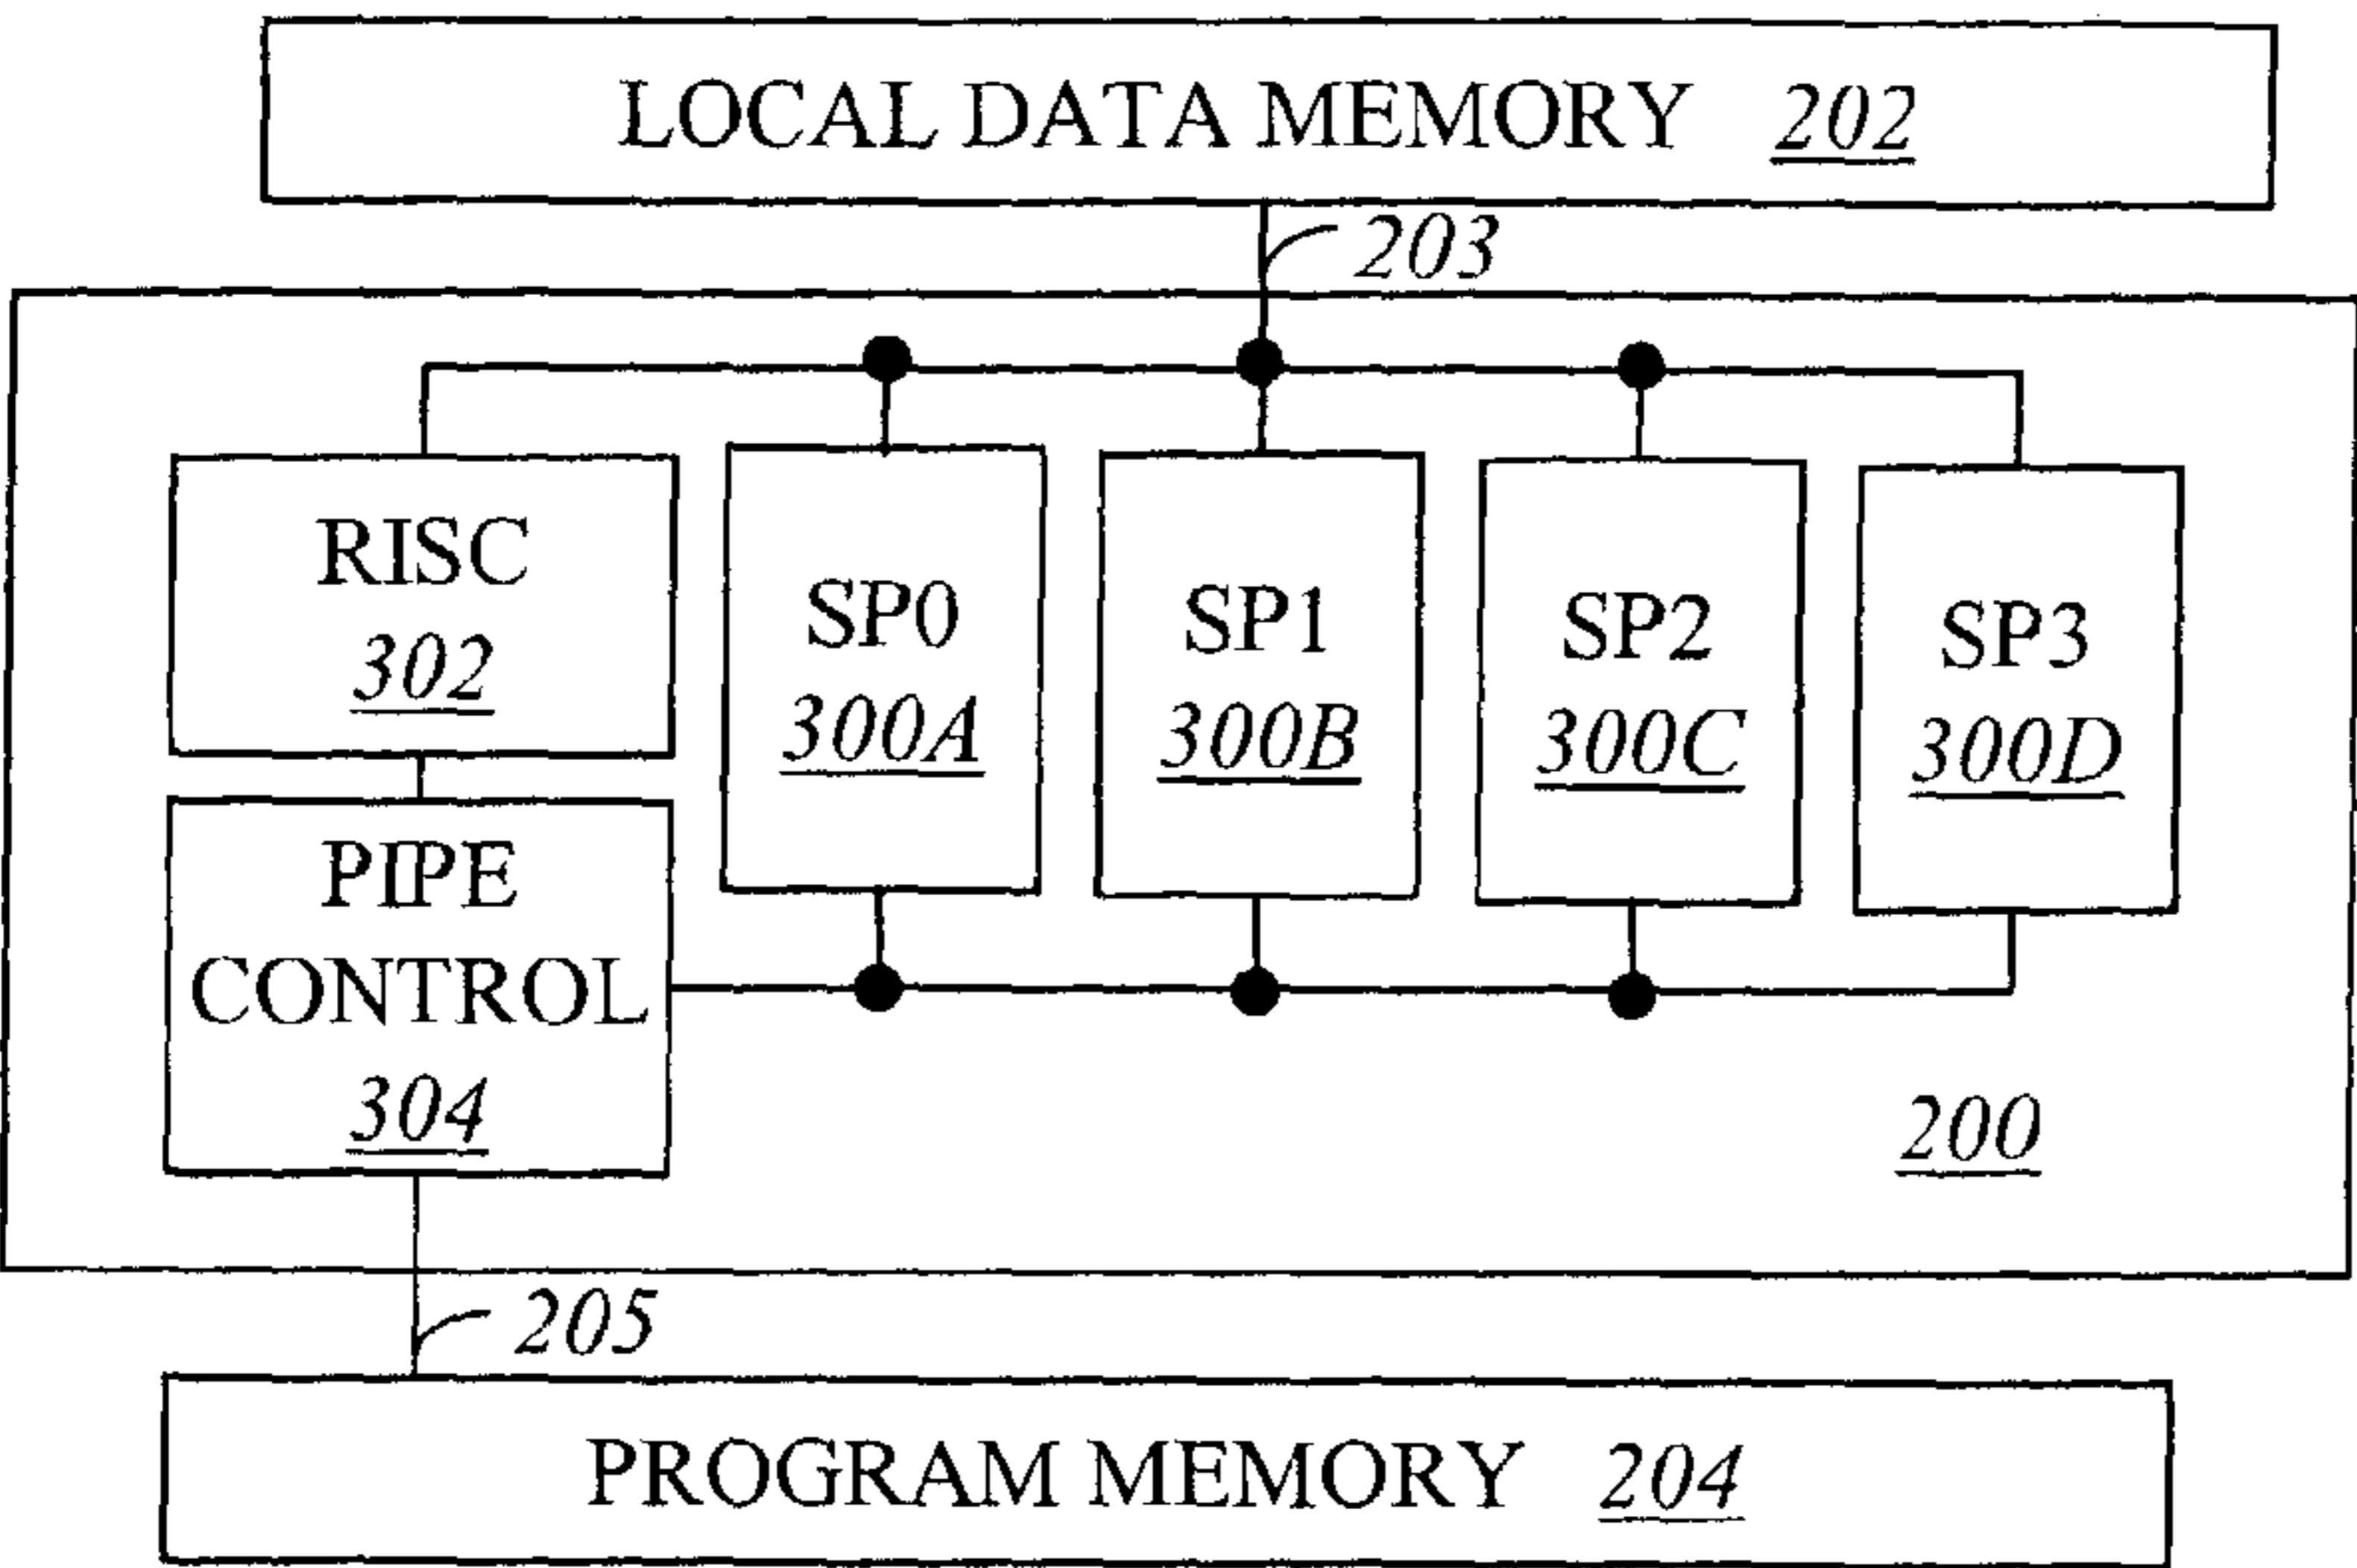 LOCAL DATA MEMORY 202
203
RISC
302
SP0
300A
SP1
300B
SP2
300C
SP3
300D
PIPE
CONTROL
304
200
205
PROGRAM MEMORY 204